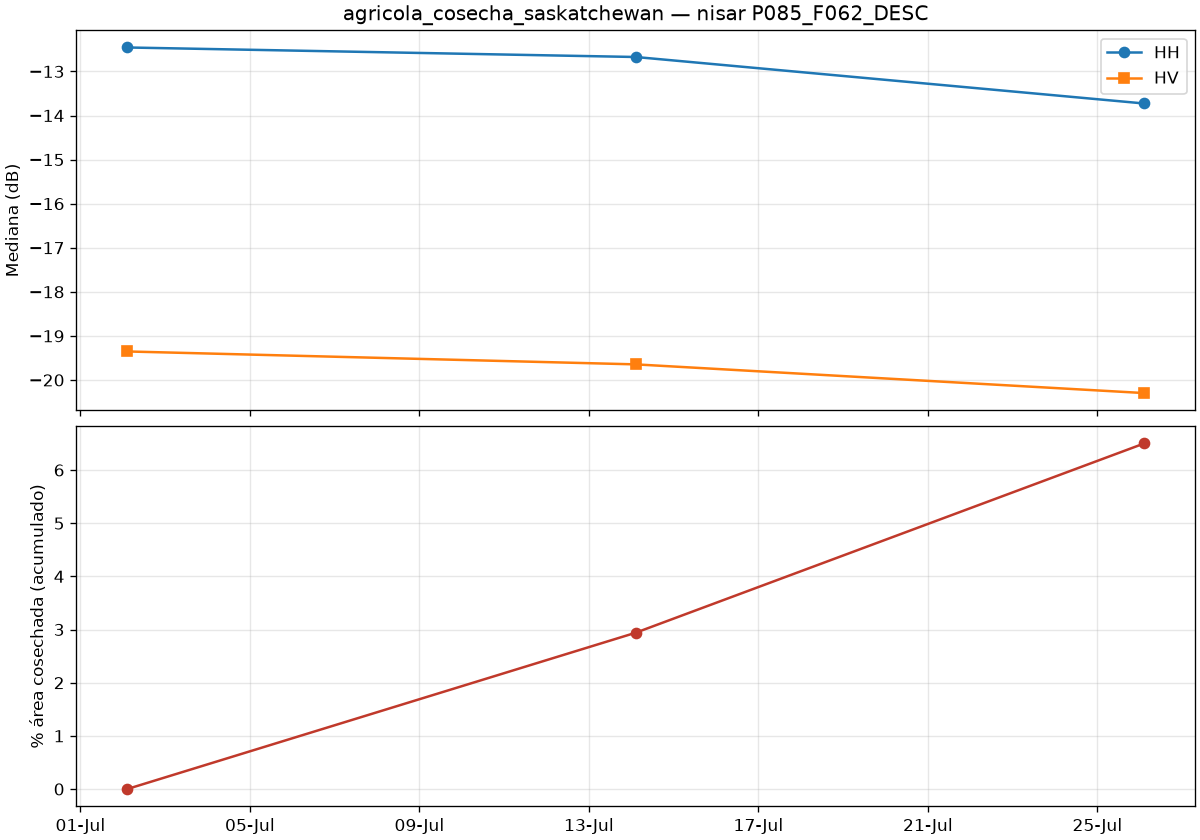 agricola_cosecha_saskatchewan — nisar P085_F062_DESC
HH
HV
Mediana (dB)
−13
−14
−15
−16
−17
−18
−19
−20
% área cosechada (acumulado)
6
5
4
3
2
1
0
01-Jul 05-Jul 09-Jul 13-Jul 17-Jul 21-Jul 25-Jul